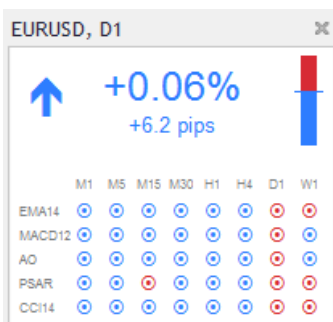 EURUSD, D1
+0.06%
+6.2 pips
M1 M5 M15 M30 H1 H4 D1 W1
EMA14
MACD12
AO
PSAR
CCI14